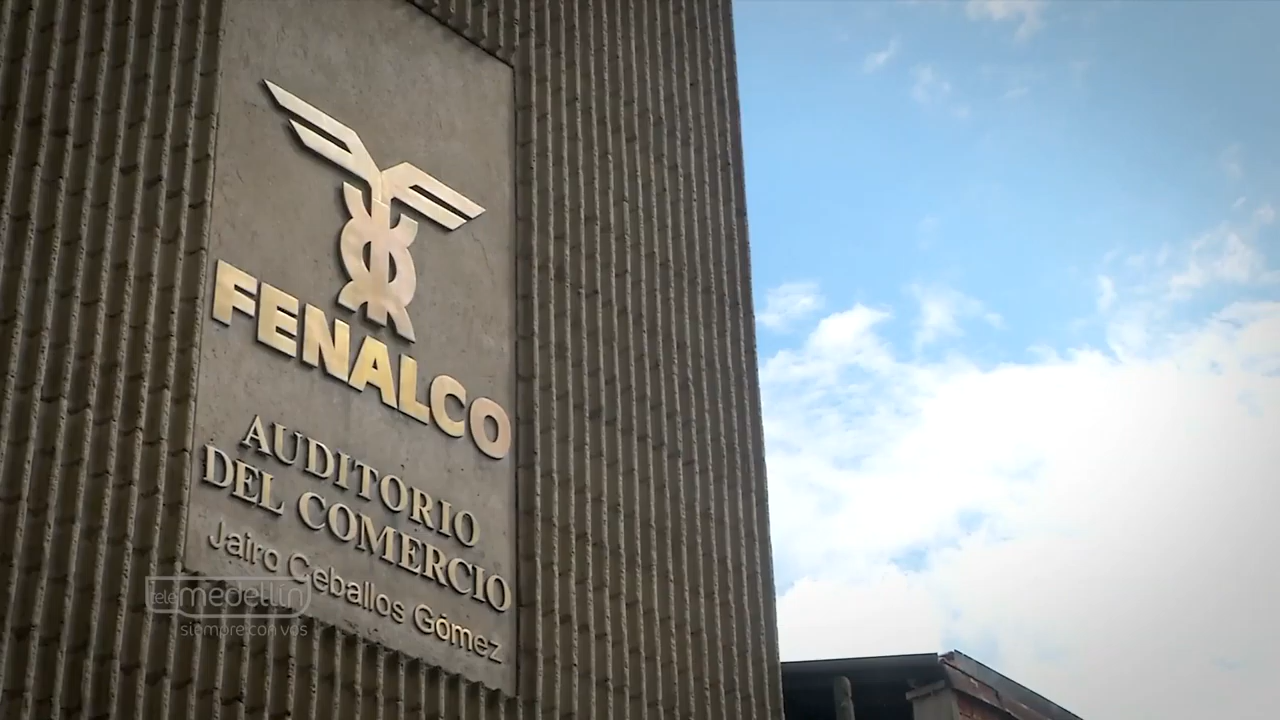 FENALCO
AUDITORIO
DEL COMERCIO
Jairo Ceballos Gómez
telemedellín
siempre con vos